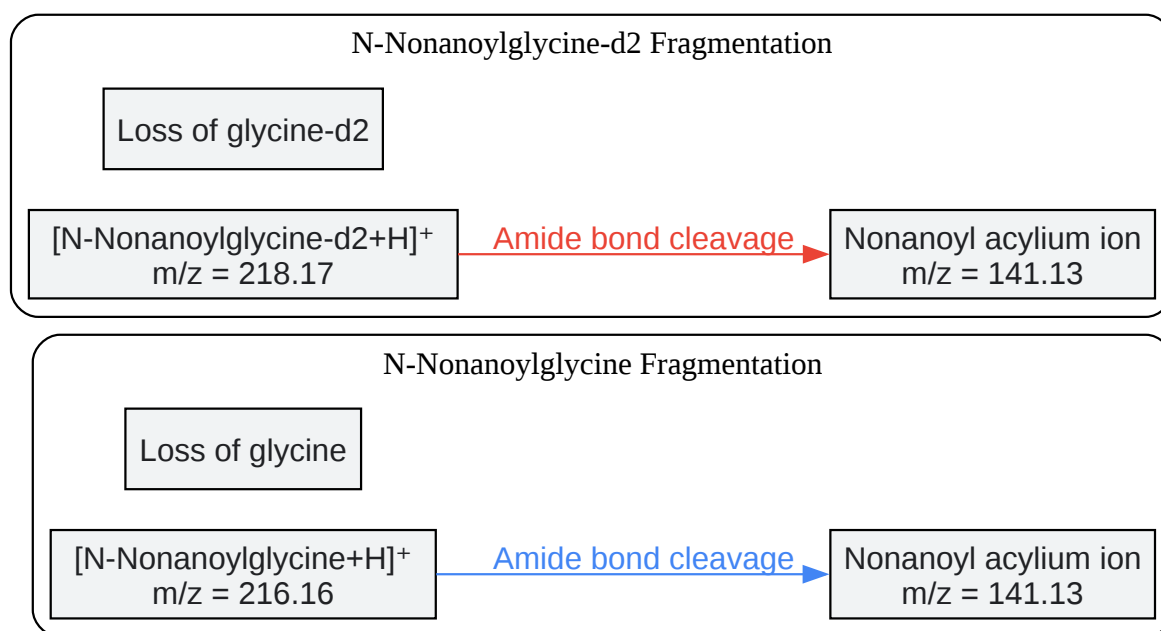 N-Nonanoylglycine-d2 Fragmentation
Loss of glycine-d2
[N-Nonanoylglycine-d2+H]⁺
m/z = 218.17
Amide bond cleavage
Nonanoyl acylium ion
m/z = 141.13
N-Nonanoylglycine Fragmentation
Loss of glycine
[N-Nonanoylglycine+H]⁺
m/z = 216.16
Amide bond cleavage
Nonanoyl acylium ion
m/z = 141.13